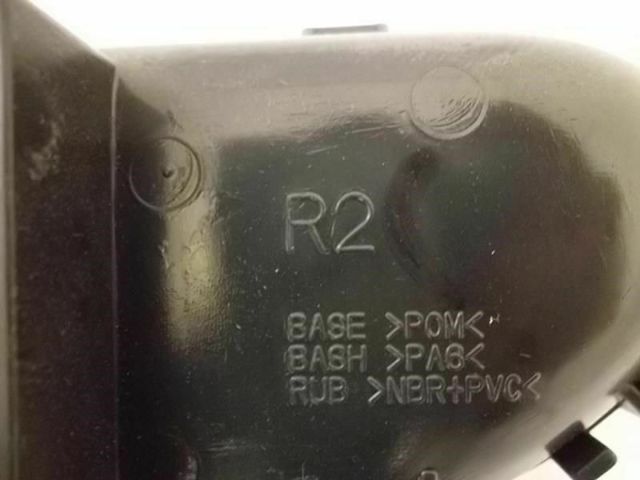 R2
BASE >POM<
BASH >PA6<
RUB >NBR+PVC<